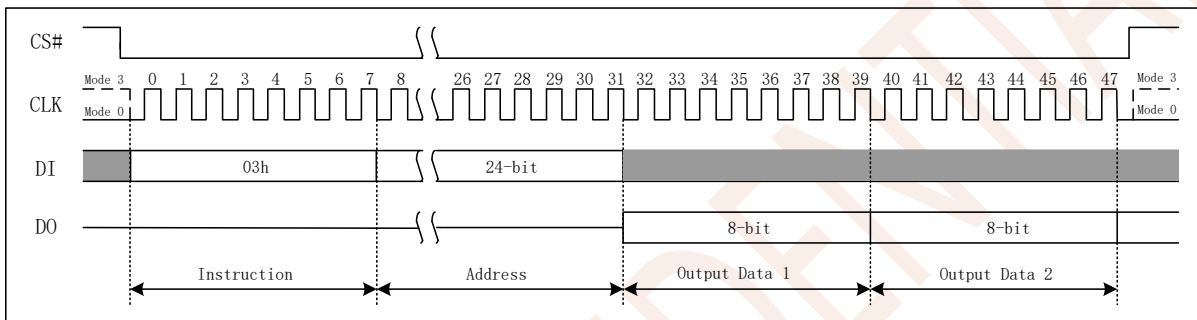 CS#
Mode 3 0 1 2 3 4 5 6 7 8 26 27 28 29 30 31 32 33 34 35 36 37 38 39 40 41 42 43 44 45 46 47 Mode 3
CLK
Mode 0 Mode 0
DI 03h 24-bit
DO 8-bit 8-bit
Instruction Address Output Data 1 Output Data 2